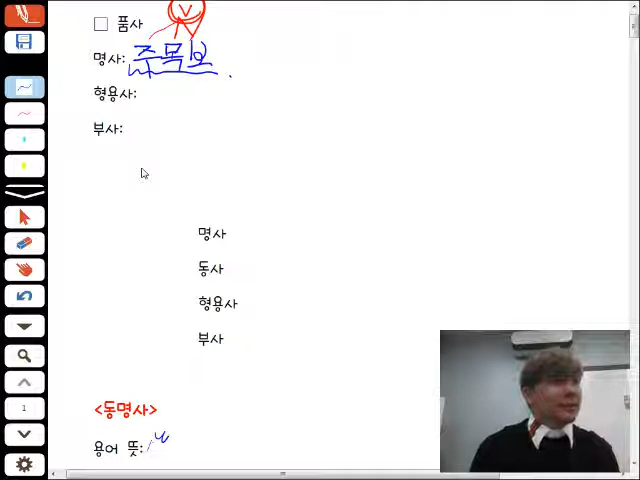 □ 품사
명사: 주목보
형용사:
부사:
명사
동사
형용사
부사
<동명사>
용어 뜻:
1